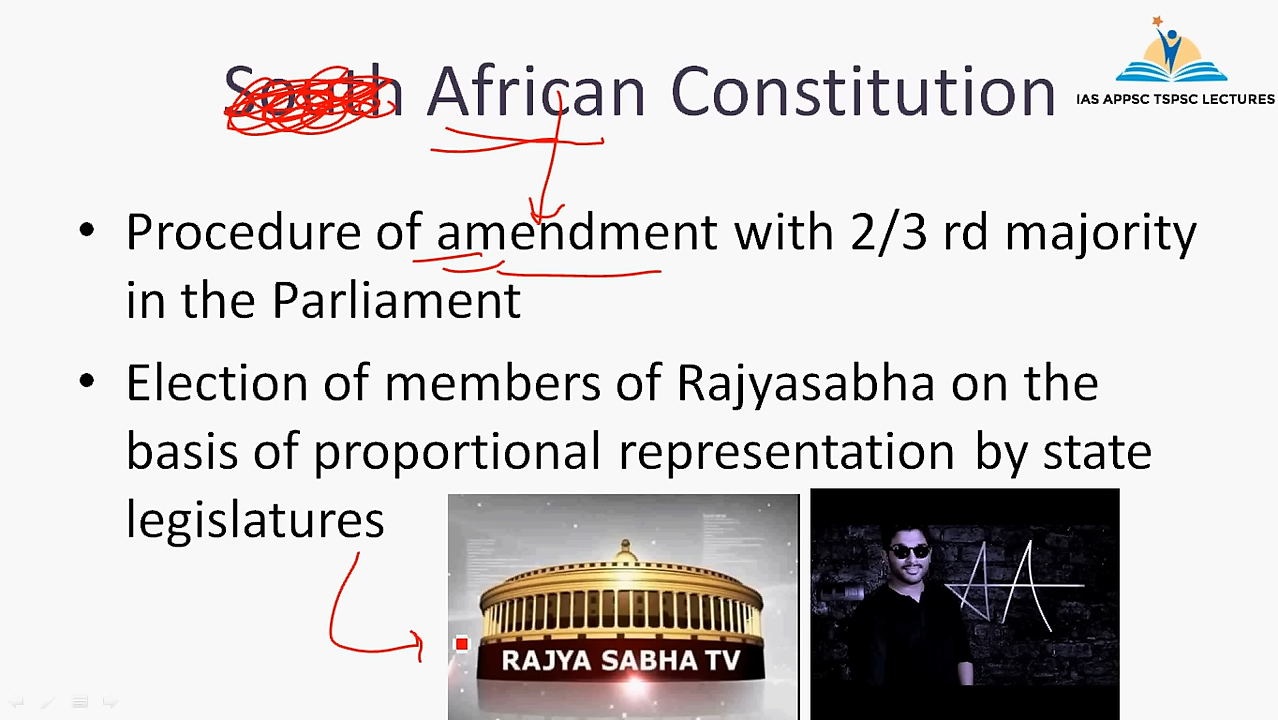 South African Constitution
IAS APPSC TSPSC LECTURES
• Procedure of amendment with 2/3 rd majority
in the Parliament
• Election of members of Rajyasabha on the
basis of proportional representation by state
legislatures
RAJYA SABHA TV
AA